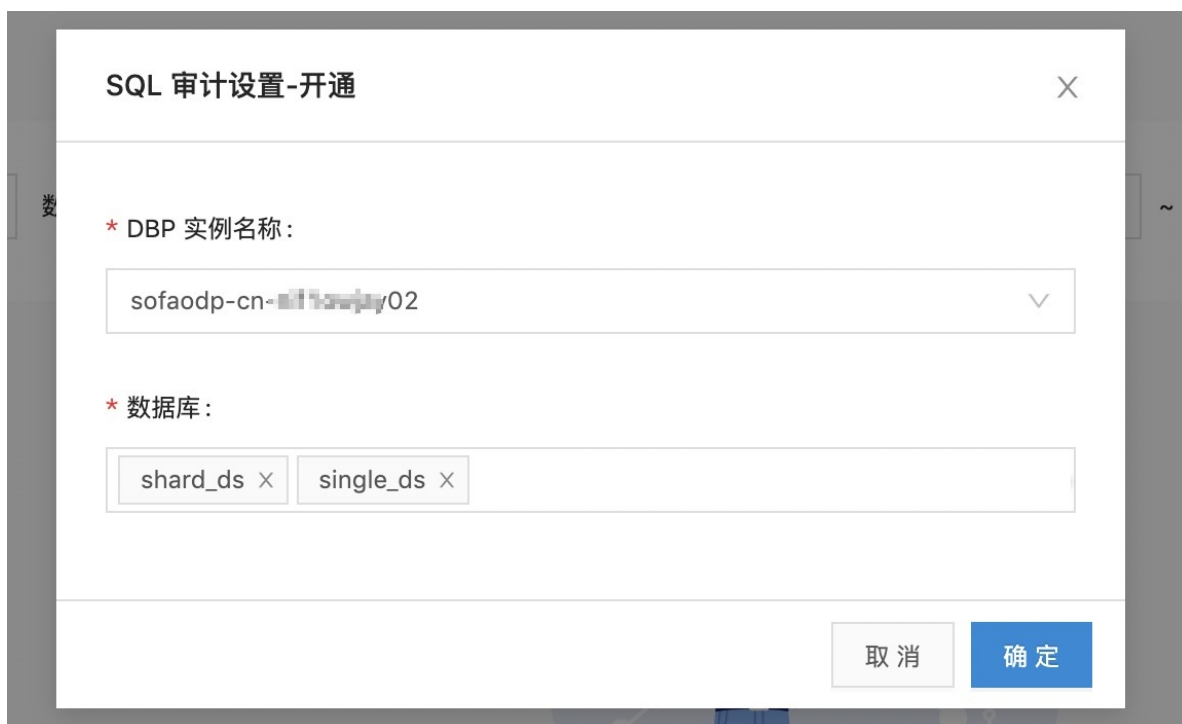 SQL 审计设置-开通
数
~
* DBP 实例名称:
sofaodp-cn- 02
* 数据库:
shard_ds
single_ds
取 消
确 定